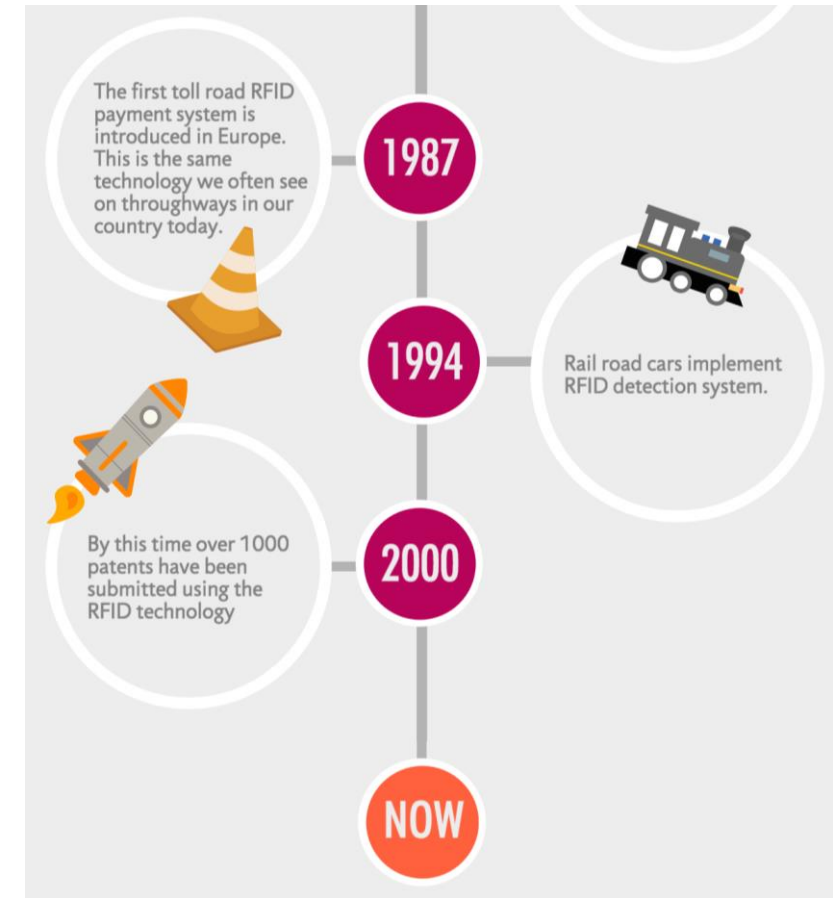 The first toll road RFID
payment system is
introduced in Europe.
This is the same
technology we often see
on throughways in our
country today.
1987
1994
Rail road cars implement
RFID detection system.
By this time over 1000
patents have been
submitted using the
RFID technology
2000
NOW